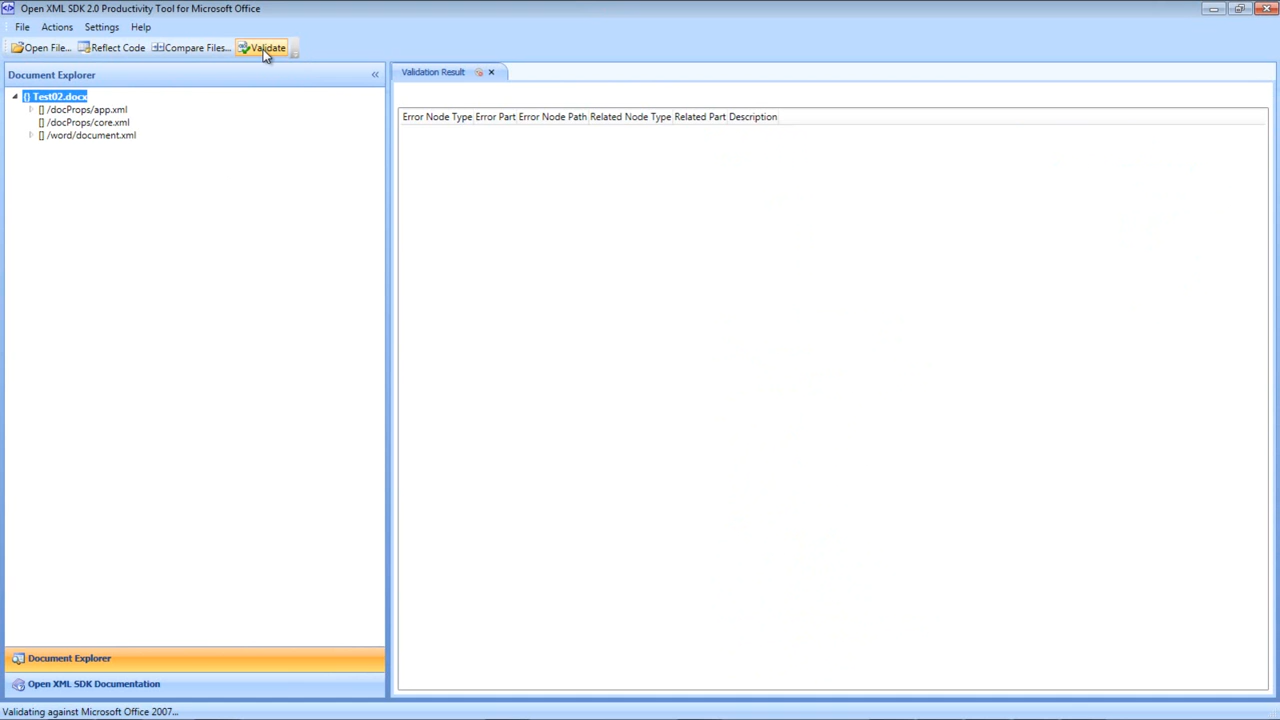 Open XML SDK 2.0 Productivity Tool for Microsoft Office
File Actions Settings Help
Open File... Reflect Code Compare Files... Validate
Document Explorer «
Validation Result
{} Test02.docx
[] /docProps/app.xml
[] /docProps/core.xml
[] /word/document.xml
Error Node Type Error Part Error Node Path Related Node Type Related Part Description
Document Explorer
Open XML SDK Documentation
Validating against Microsoft Office 2007...